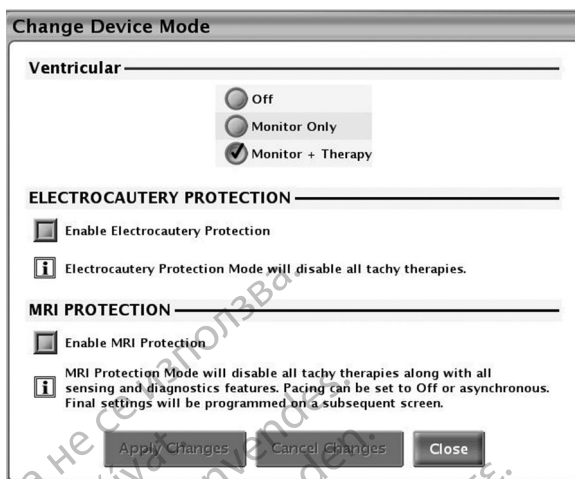 Change Device Mode
Ventricular
Off
Monitor Only
Monitor + Therapy
ELECTROCAUTERY PROTECTION
Enable Electrocautery Protection
i Electrocautery Protection Mode will disable all tachy therapies.
MRI PROTECTION
Enable MRI Protection
i MRI Protection Mode will disable all tachy therapies along with all
sensing and diagnostics features. Pacing can be set to Off or asynchronous.
Final settings will be programmed on a subsequent screen.
Apply Changes Cancel Changes Close
не се използва.